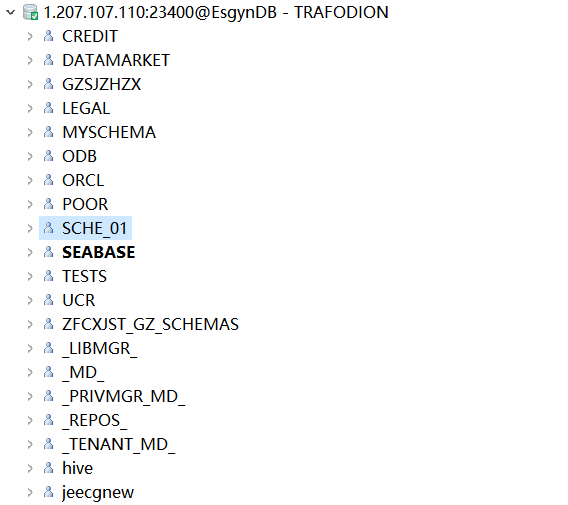 1.207.107.110:23400@EsgynDB - TRAFODION
CREDIT
DATAMARKET
GZSJZHZX
LEGAL
MYSCHEMA
ODB
ORCL
POOR
SCHE_01
SEABASE
TESTS
UCR
ZFCXJST_GZ_SCHEMAS
_LIBMGR_
_MD_
_PRIVMGR_MD_
_REPOS_
_TENANT_MD_
hive
jeecgnew